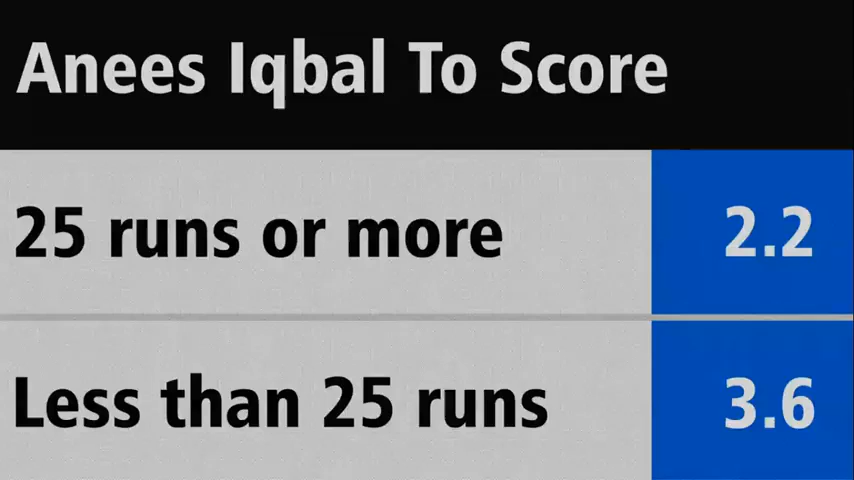 Anees Iqbal To Score
25 runs or more 2.2
Less than 25 runs 3.6